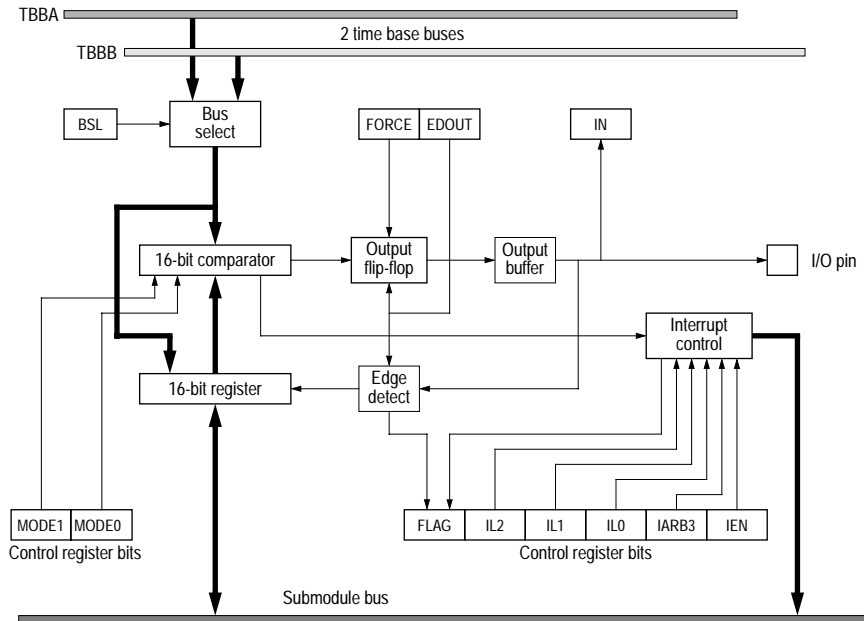 TBBA
2 time base buses
TBBB
BSL
Bus
select
FORCE
EDOUT
IN
16-bit comparator
Output
flip-flop
Output
buffer
I/O pin
Interrupt
control
16-bit register
Edge
detect
MODE1
MODE0
Control register bits
FLAG
IL2
IL1
IL0
IARB3
IEN
Control register bits
Submodule bus